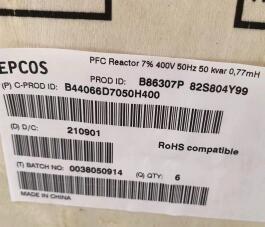 EPCOS
PFC Reactor 7% 400V 50Hz 50 kvar 0,77mH
PROD ID: B86307P 82S804Y99
(P) C-PROD ID: B44066D7050H400
(D) D/C: 210901
RoHS compatible
(T) BATCH NO: 0038050914 (Q) QTY: 6
MADE IN CHINA